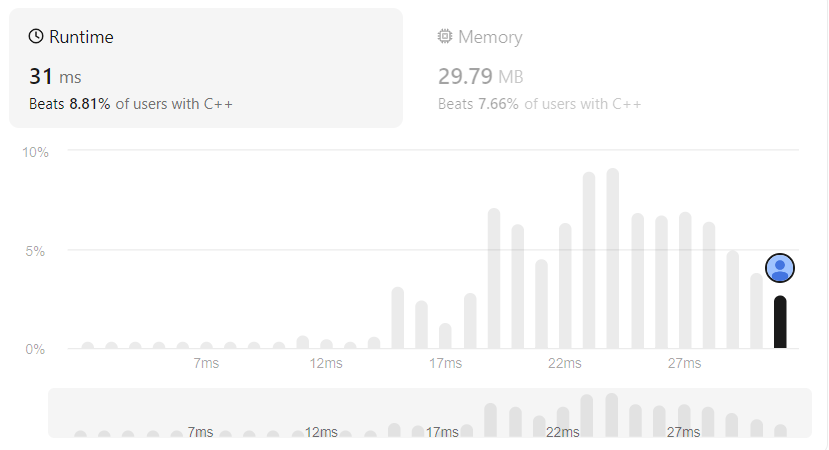 Runtime
31 ms
Beats 8.81% of users with C++
Memory
29.79 MB
Beats 7.66% of users with C++
10%
5%
0%
7ms 12ms 17ms 22ms 27ms
7ms 12ms 17ms 22ms 27ms